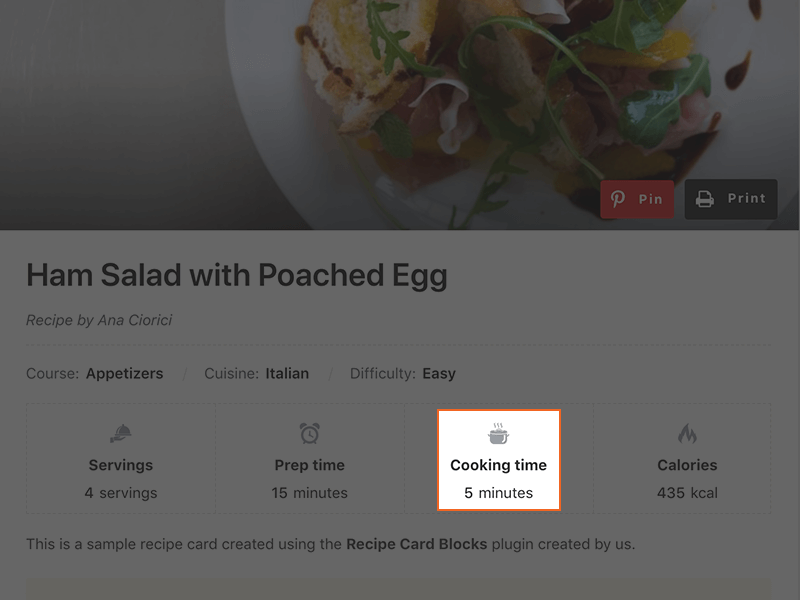 Pin Print
Ham Salad with Poached Egg
Recipe by Ana Ciorici
Course: Appetizers / Cuisine: Italian / Difficulty: Easy
Servings Prep time Cooking time Calories
4 servings 15 minutes 5 minutes 435 kcal
This is a sample recipe card created using the Recipe Card Blocks plugin created by us.